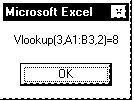 Microsoft Excel
Vlookup(3,A1:B3,2)=8
OK